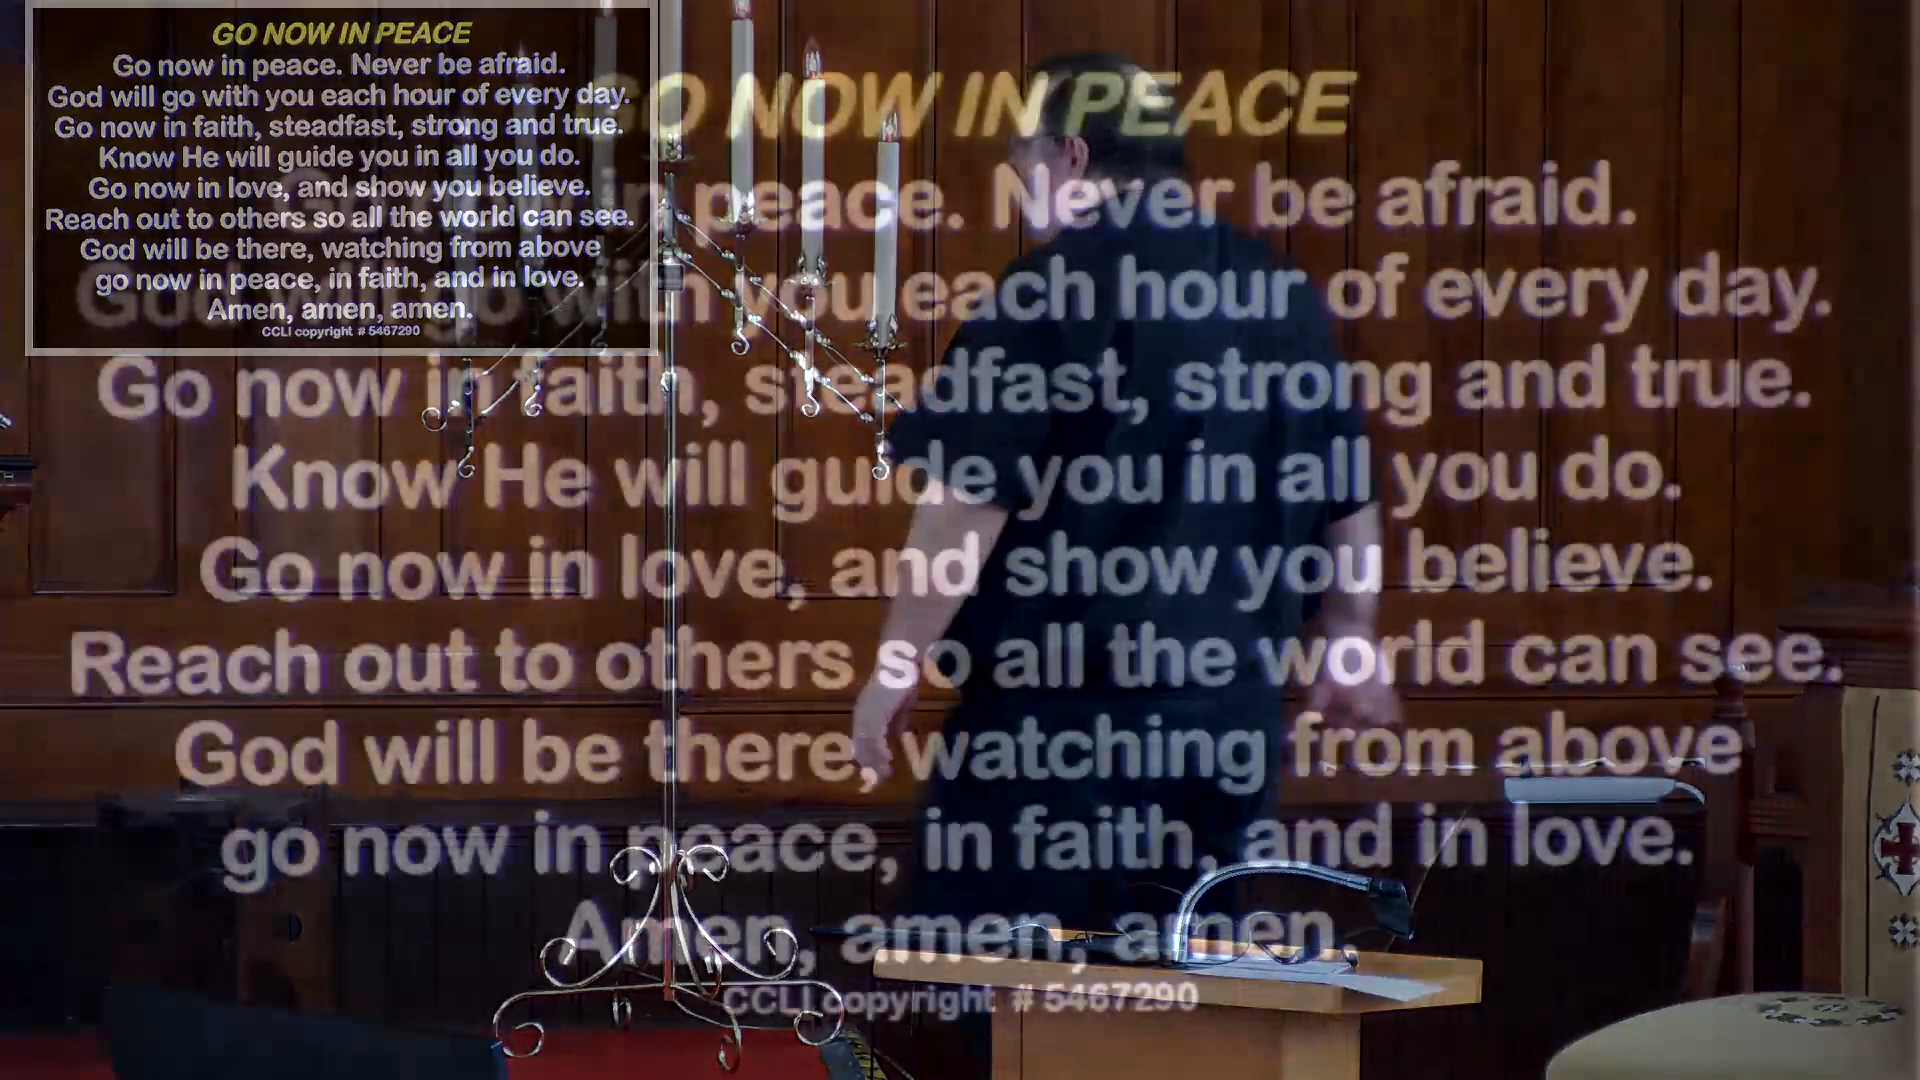 GO NOW IN PEACE
Go now in peace. Never be afraid.
God will go with you each hour of every day.
Go now in faith, steadfast, strong and true.
Know He will guide you in all you do.
Go now in love, and show you believe.
Reach out to others so all the world can see.
God will be there, watching from above
go now in peace, in faith, and in love.
Amen, amen, amen.
CCLI copyright # 5467290
GO NOW IN PEACE
in peace. Never be afraid.
God will go with you each hour of every day.
Go now in faith, steadfast, strong and true.
Know He will guide you in all you do.
Go now in love, and show you believe.
Reach out to others so all the world can see.
God will be there, watching from above
go now in peace, in faith, and in love.
Amen, amen, amen.
CCLI copyright # 5467290